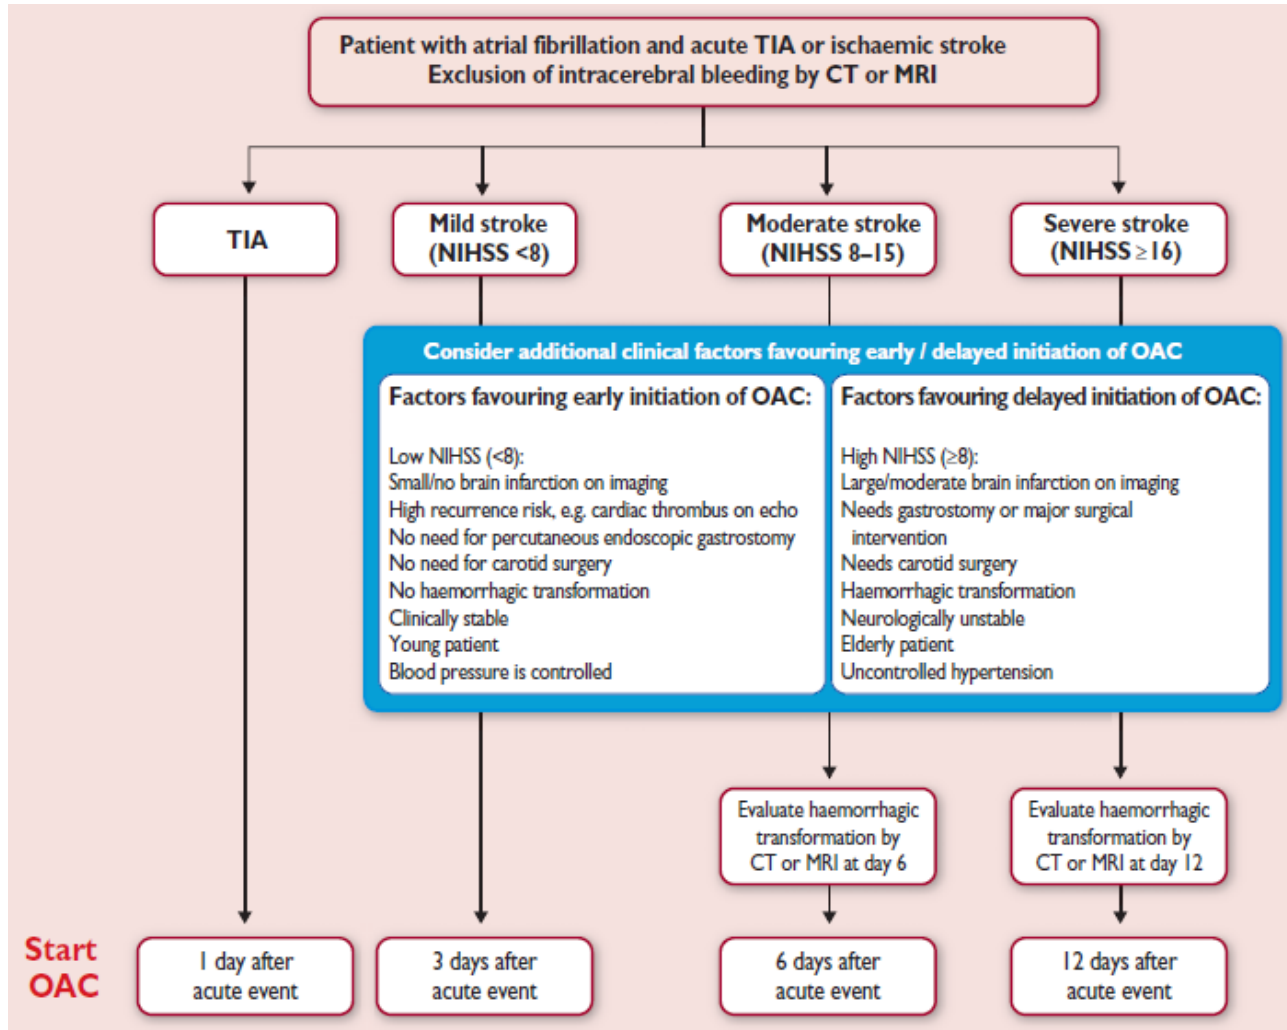 Patient with atrial fibrillation and acute TIA or ischaemic stroke
Exclusion of intracerebral bleeding by CT or MRI
TIA
Mild stroke
(NIHSS <8)
Moderate stroke
(NIHSS 8–15)
Severe stroke
(NIHSS ≥16)
Consider additional clinical factors favouring early / delayed initiation of OAC
Factors favouring early initiation of OAC:
Low NIHSS (<8):
Small/no brain infarction on imaging
High recurrence risk, e.g. cardiac thrombus on echo
No need for percutaneous endoscopic gastrostomy
No need for carotid surgery
No haemorrhagic transformation
Clinically stable
Young patient
Blood pressure is controlled
Factors favouring delayed initiation of OAC:
High NIHSS (≥8):
Large/moderate brain infarction on imaging
Needs gastrostomy or major surgical
intervention
Needs carotid surgery
Haemorrhagic transformation
Neurologically unstable
Elderly patient
Uncontrolled hypertension
Evaluate haemorrhagic
transformation by
CT or MRI at day 6
Evaluate haemorrhagic
transformation by
CT or MRI at day 12
Start
OAC
1 day after
acute event
3 days after
acute event
6 days after
acute event
12 days after
acute event